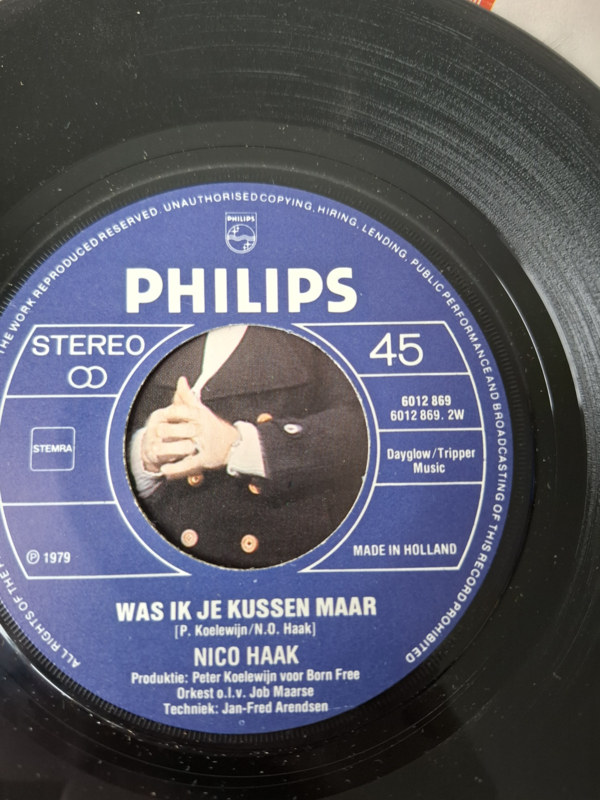 THE WORK REPRODUCED RESERVED. UNAUTHORISED COPYING, HIRING, LENDING, PUBLIC PERFORMANCE AND BROADCASTING OF THIS RECORD PROHIBITED
PHILIPS
PHILIPS
STEREO
45
6012 869
6012 869. 2W
STEMRA
Dayglow/Tripper
Music
℗ 1979
MADE IN HOLLAND
WAS IK JE KUSSEN MAAR
[P. Koelewijn/N.O. Haak]
NICO HAAK
Produktie: Peter Koelewijn voor Born Free
Orkest o.l.v. Job Maarse
Techniek: Jan-Fred Arendsen
ALL RIGHTS OF THE